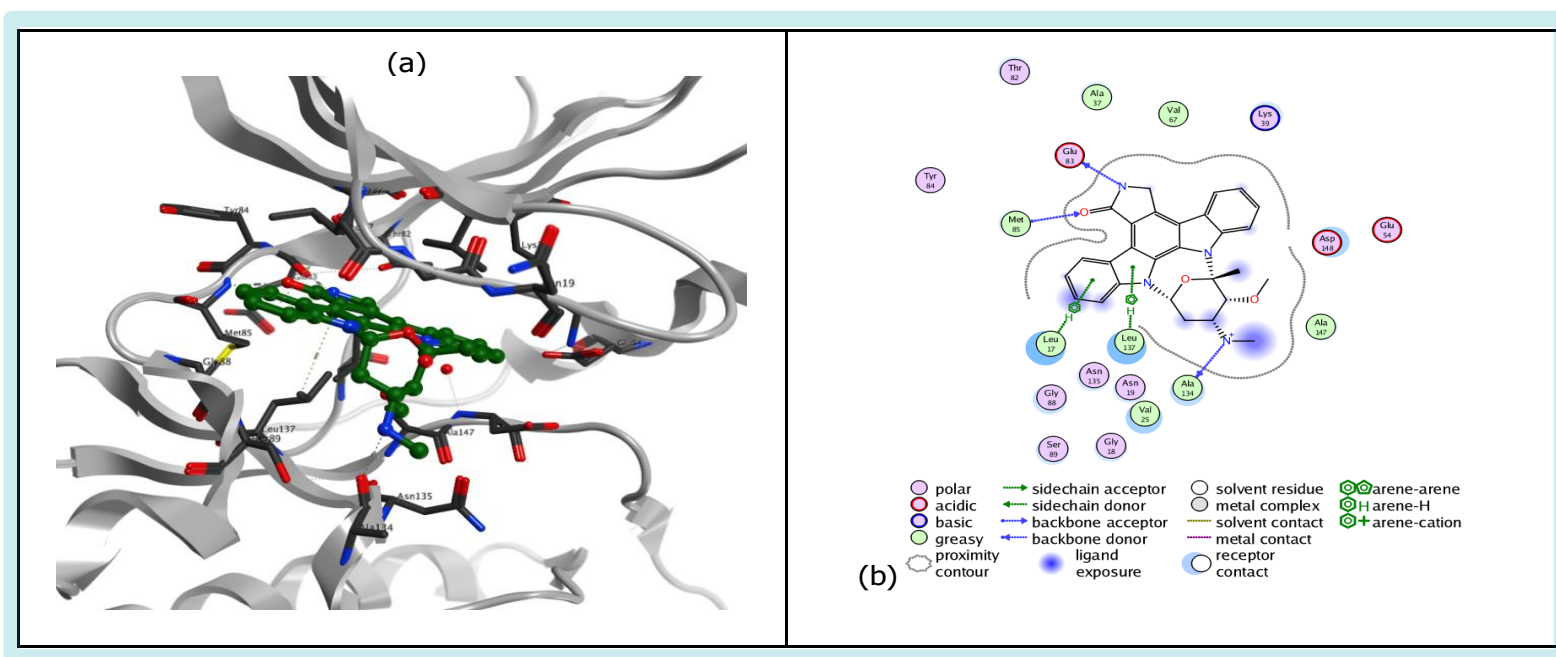 (a)
Tyr84
Met85
Gly88
Leu137
Ala147
Asn135
Ala134
Thr
82
Ala
37
Val
67
Lys
39
Glu
83
Tyr
84
Met
85
N
O
N
N
O
O
N
+
H
H
Glu
54
Asp
148
Leu
17
Leu
137
Ala
147
Asn
135
Asn
19
Ala
134
Gly
88
Val
25
Ser
89
Gly
18
polar sidechain acceptor solvent residue arene-arene
acidic sidechain donor metal complex H arene-H
basic backbone acceptor solvent contact + arene-cation
greasy backbone donor metal contact
proximity contour ligand exposure receptor contact
(b)